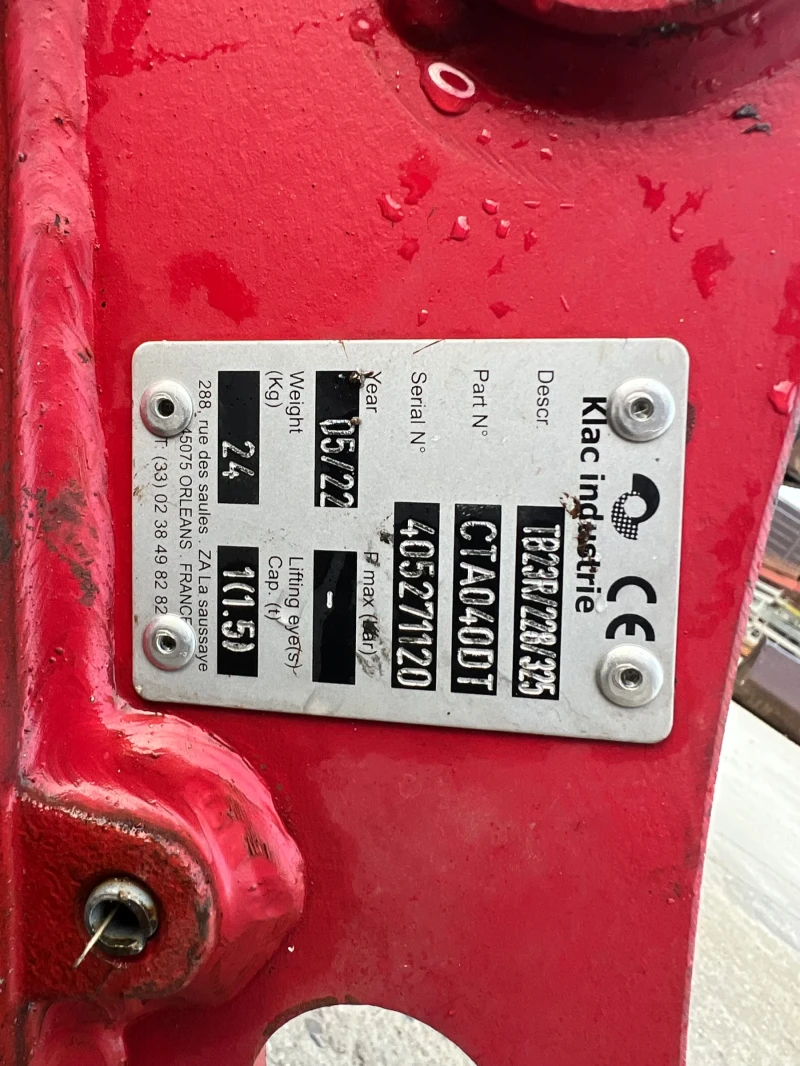 CE
Klac industrie
Descr. TB23R/228/325
Part N° CTA040DT
Serial N° 405271120
Year 05/22 P max (bar) -
Weight (Kg) 24 Lifting eye(s) Cap. (t) 1(1.5)
288, rue des saules . ZA La saussaye
45075 ORLEANS . FRANCE
T. (33) 02 38 49 82 82